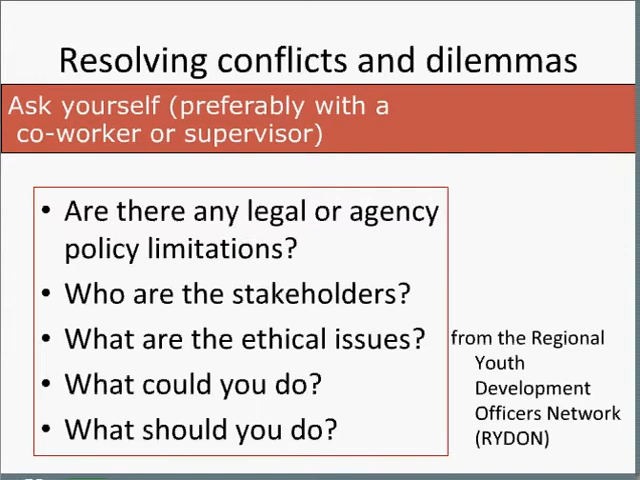 Resolving conflicts and dilemmas
Ask yourself (preferably with a
co-worker or supervisor)
• Are there any legal or agency
policy limitations?
• Who are the stakeholders?
• What are the ethical issues?
• What could you do?
• What should you do?
from the Regional
Youth
Development
Officers Network
(RYDON)